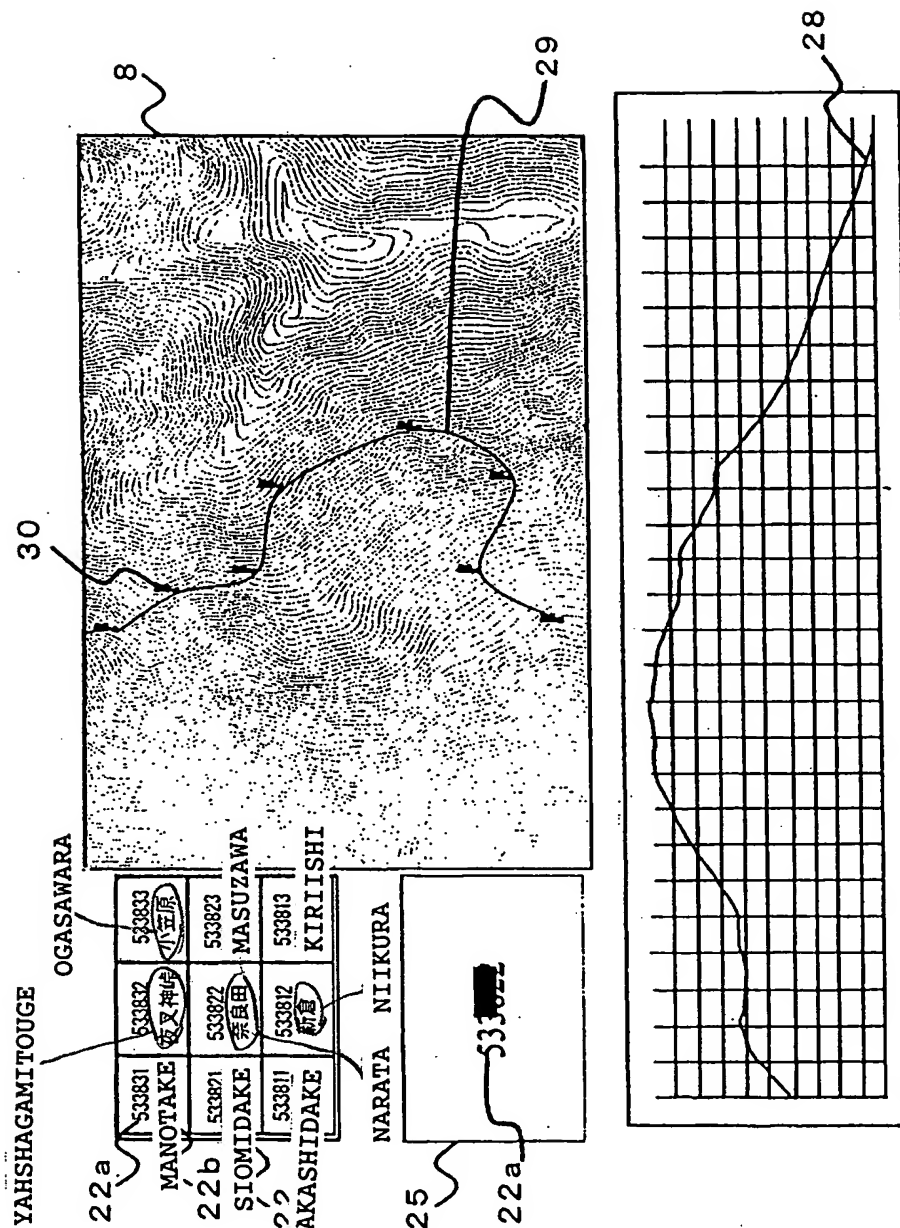 YAHSHAGAMITOUGE
OGASAWARA
30
8
22a
533831 533832 533833
MANOTAKE 夜叉神峠 小笠原
22b
533821 533822 533823
SIOMIDAKE 奈良田 MASUZAWA
22
533811 533812 533813
AKASHIDAKE 新倉 KIRIISHI
NARATA NIIKURA
29
25
533822
22a
28